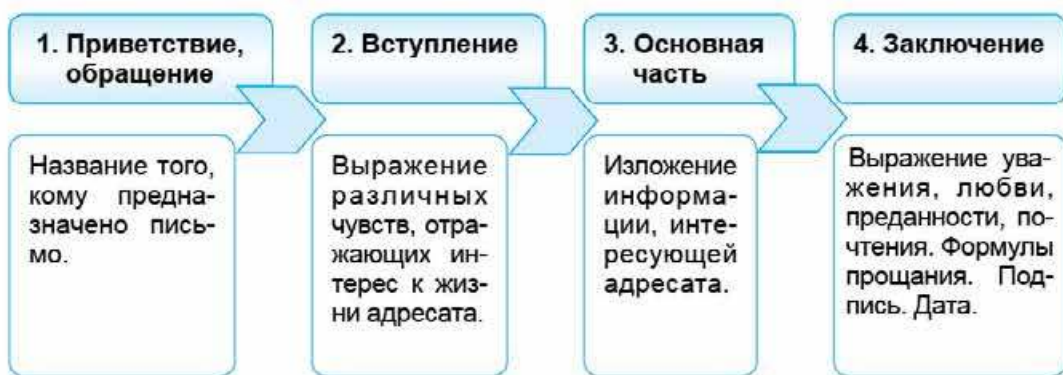 1. Приветствие,
обращение
2. Вступление
3. Основная
часть
4. Заключение
Название того,
кому предна-
значено пись-
мо.
Выражение
различных
чувств, отра-
жающих ин-
терес к жиз-
ни адресата.
Изложение
информа-
ции, инте-
ресующей
адресата.
Выражение ува-
жения, любви,
преданности, по-
чтения. Формулы
прощания. Под-
пись. Дата.